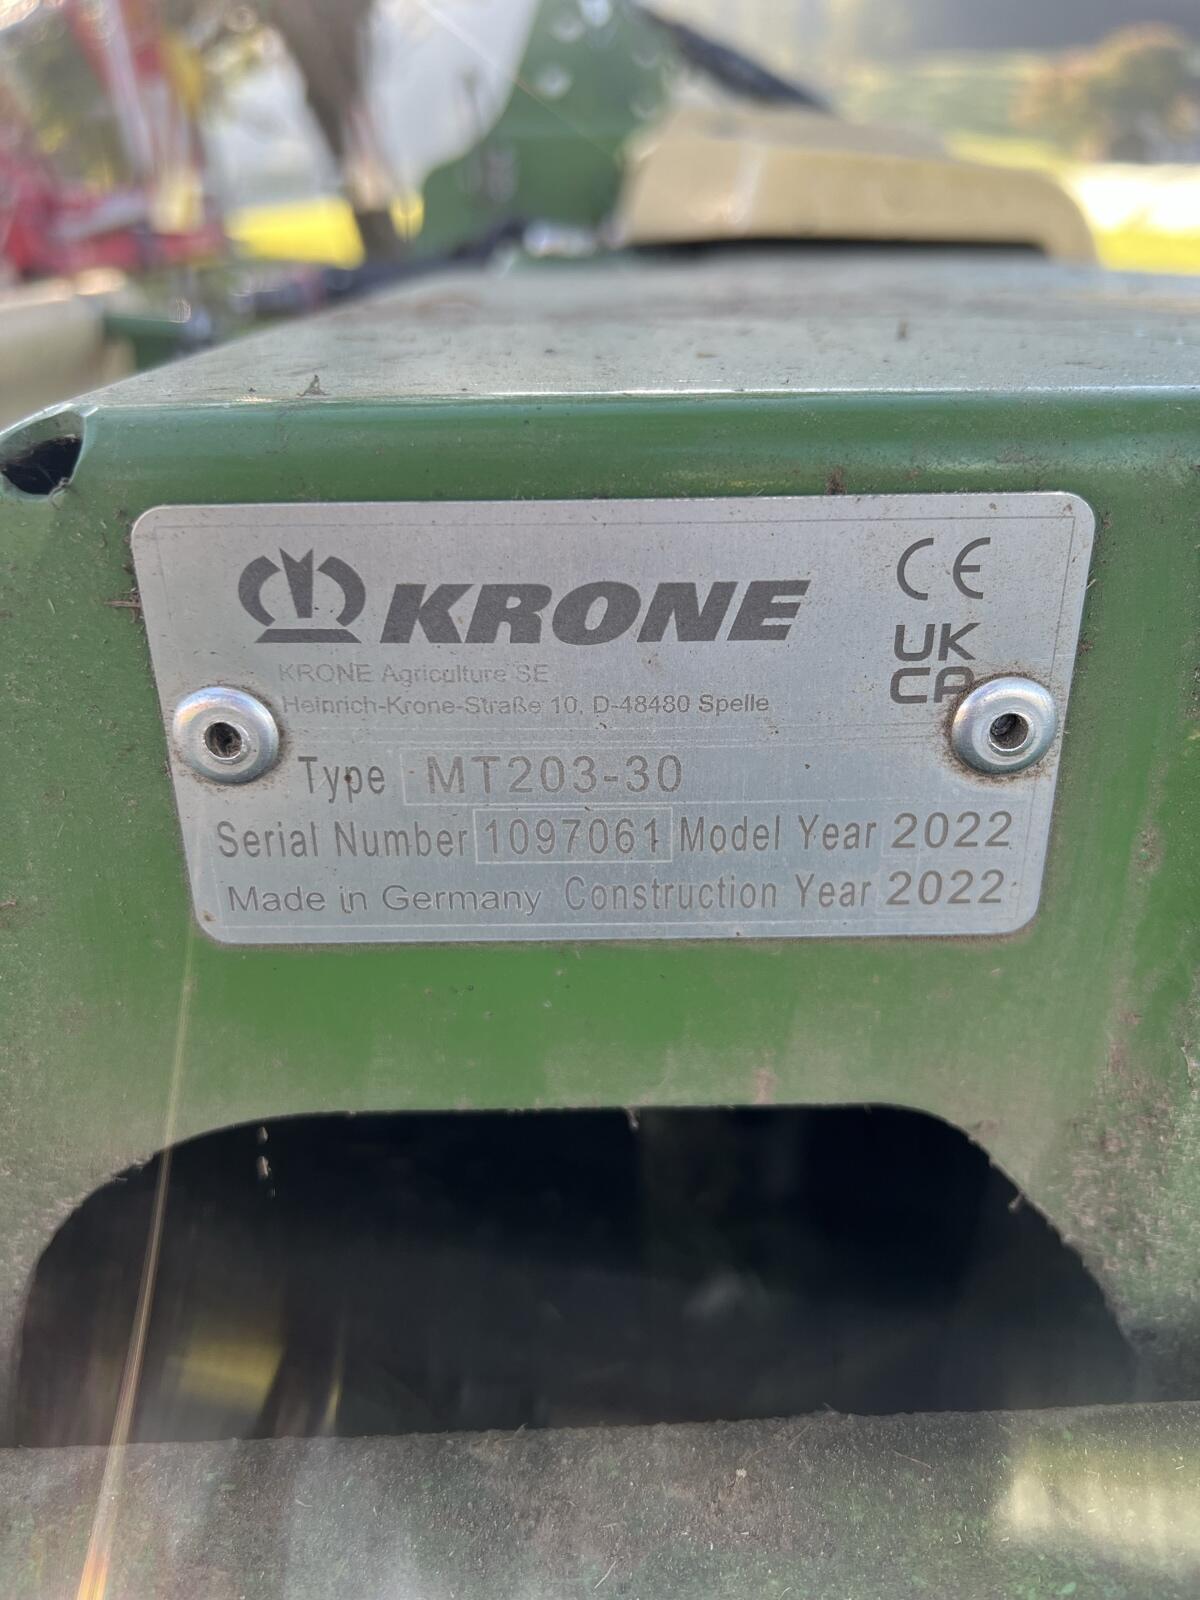 KRONE
CE
UK
CA
KRONE Agriculture SE
Heinrich-Krone-Straße 10, D-48480 Spelle
Type MT203-30
Serial Number 1097061 Model Year 2022
Made in Germany Construction Year 2022